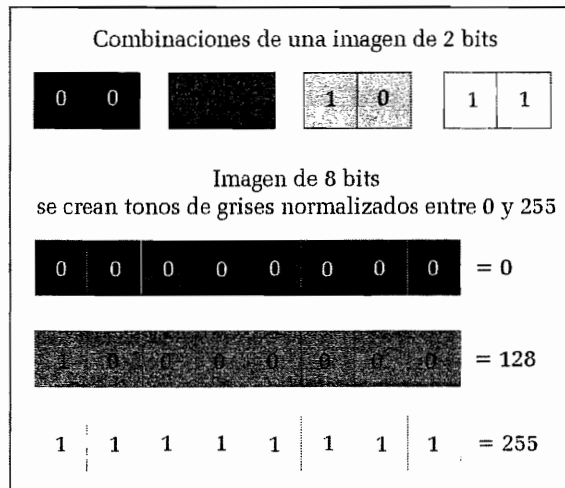 Combinaciones de una imagen de 2 bits
0 0 1 0 1 1
Imagen de 8 bits
se crean tonos de grises normalizados entre 0 y 255
0 0 0 0 0 0 0 0 = 0
1 0 0 0 0 0 0 0 = 128
1 1 1 1 1 1 1 1 = 255